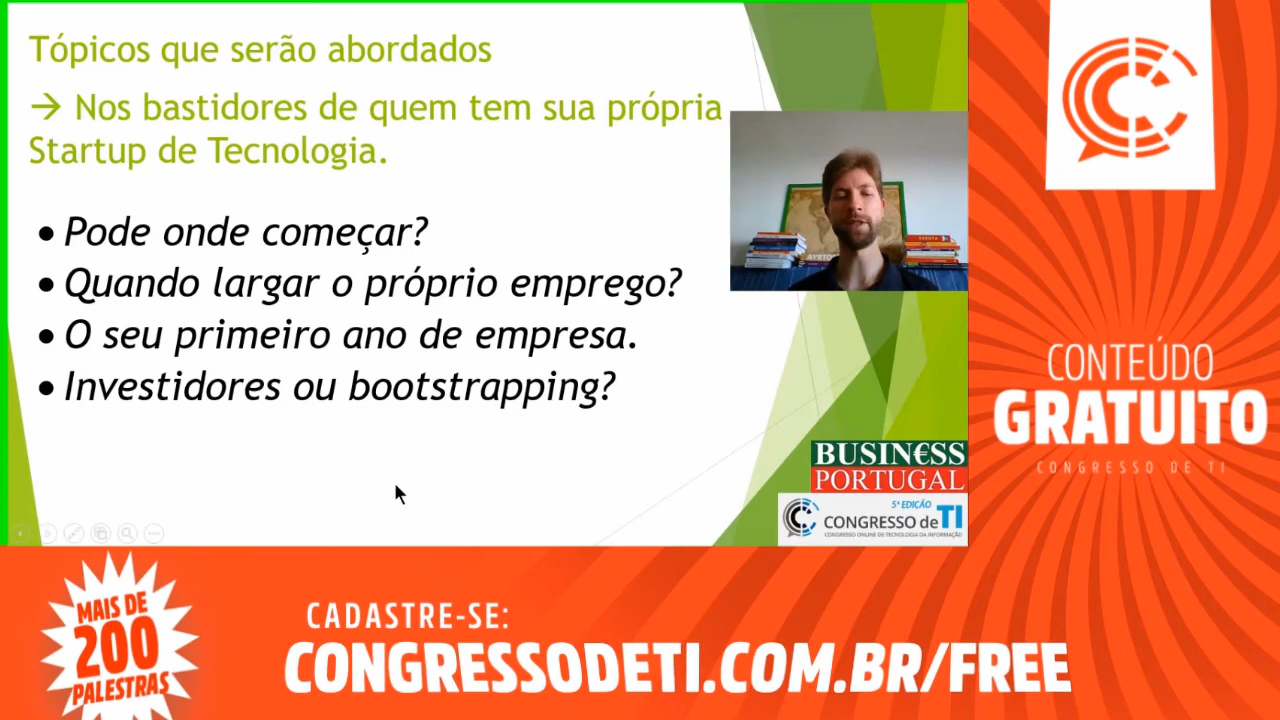 Tópicos que serão abordados
→ Nos bastidores de quem tem sua própria
Startup de Tecnologia.
• Pode onde começar?
• Quando largar o próprio emprego?
• O seu primeiro ano de empresa.
• Investidores ou bootstrapping?
BUSIN€SS
PORTUGAL
5ª EDIÇÃO
CONGRESSO de TI
CONGRESSO ONLINE DE TECNOLOGIA DA INFORMAÇÃO
CONTEÚDO
GRATUITO
CONGRESSO DE TI
MAIS DE
200
PALESTRAS
CADASTRE-SE:
CONGRESSODETI.COM.BR/FREE